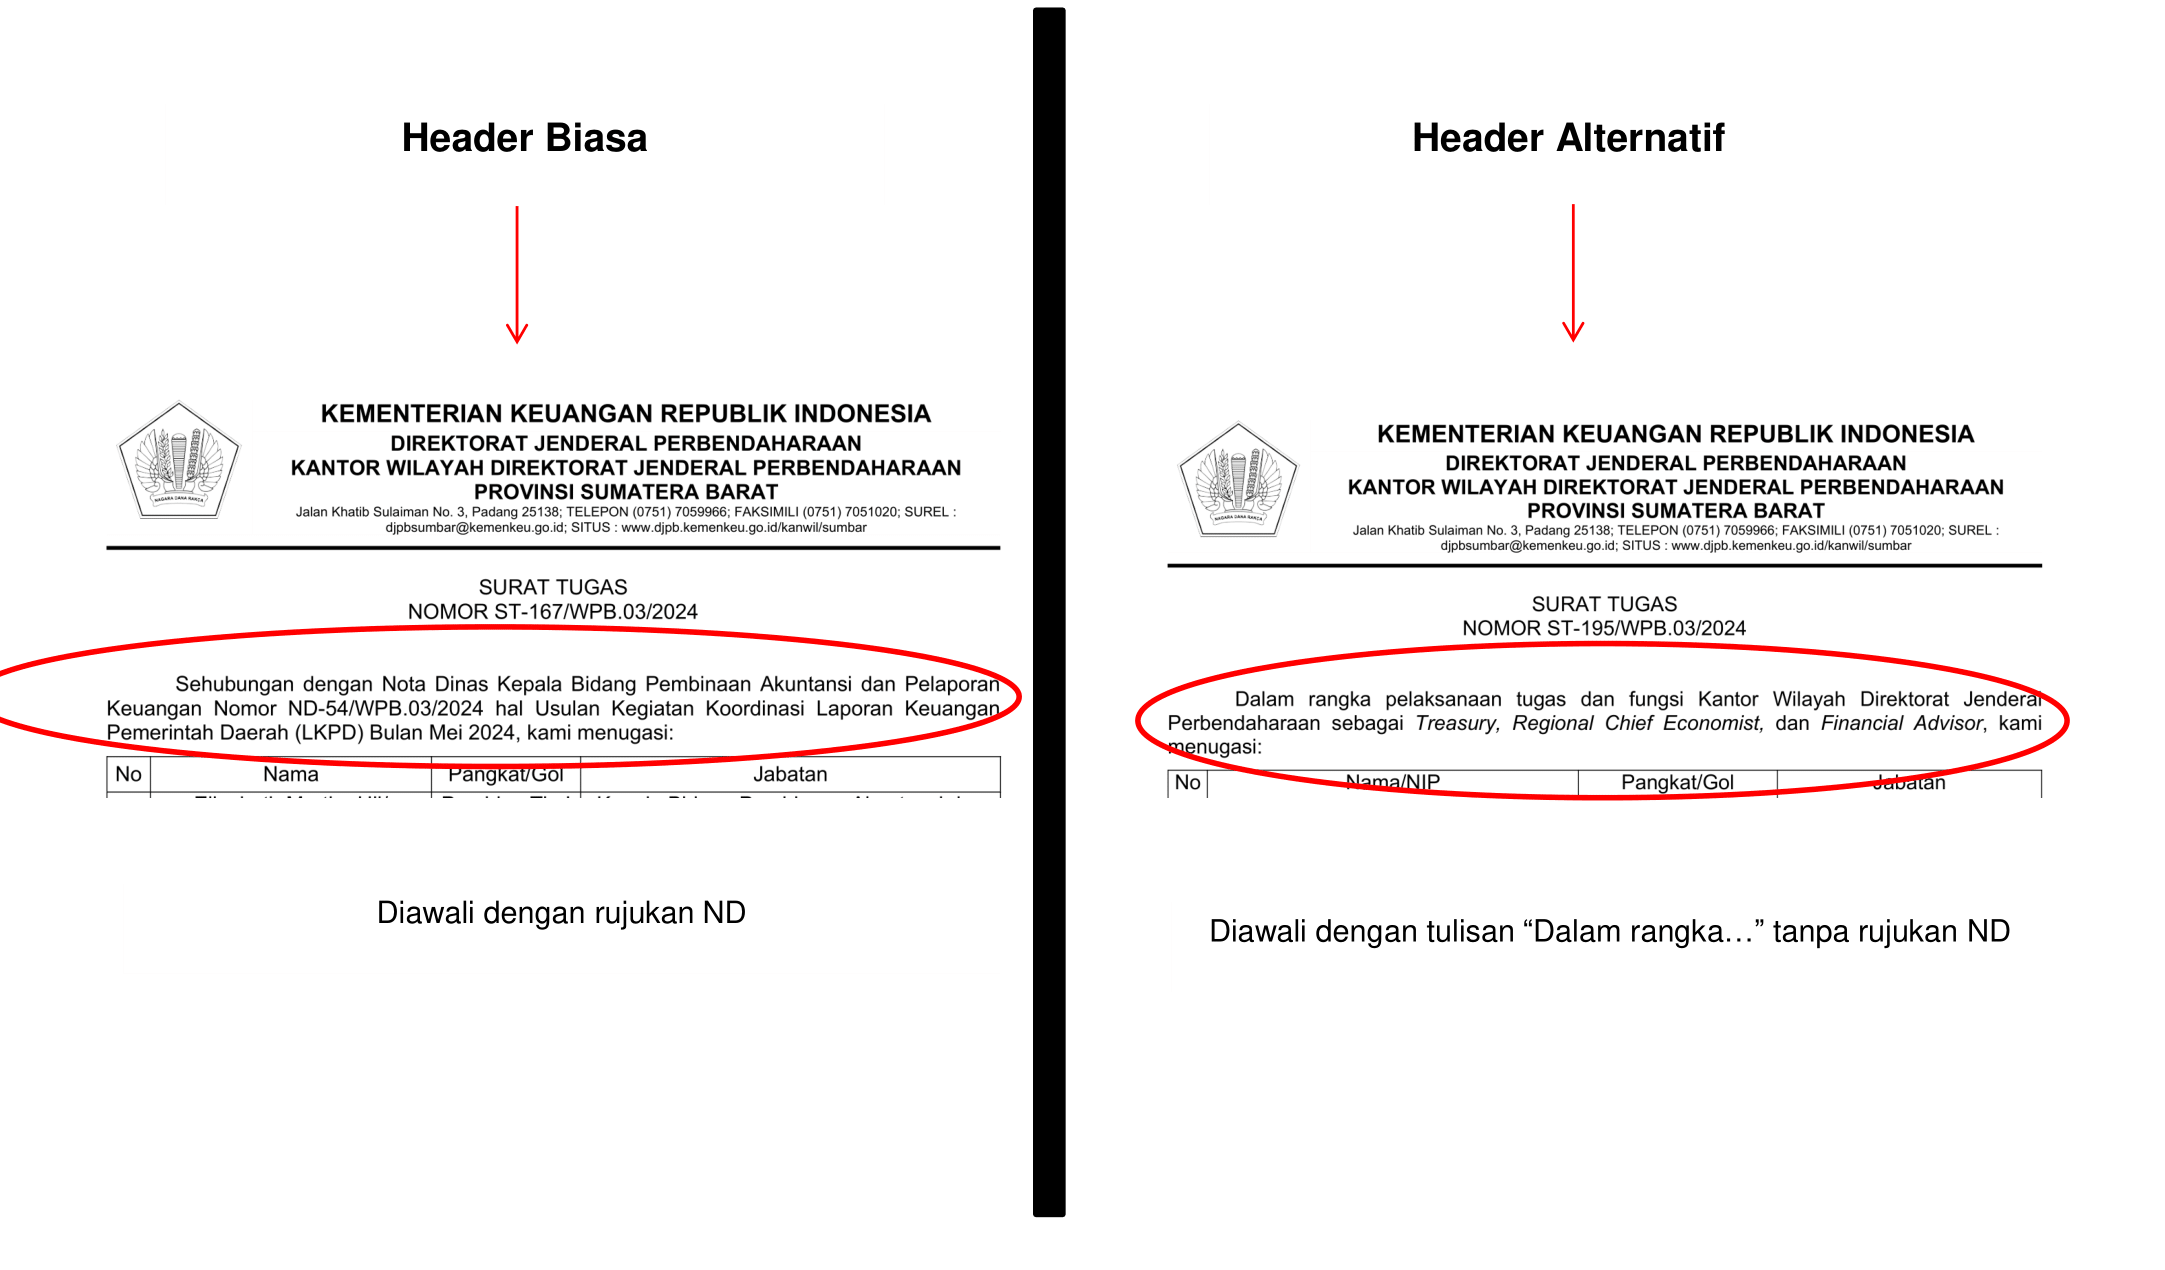 Header Biasa
KEMENTERIAN KEUANGAN REPUBLIK INDONESIA
DIREKTORAT JENDERAL PERBENDAHARAAN
KANTOR WILAYAH DIREKTORAT JENDERAL PERBENDAHARAAN
PROVINSI SUMATERA BARAT
Jalan Khatib Sulaiman No. 3, Padang 25138; TELEPON (0751) 7059966; FAKSIMILI (0751) 7051020; SUREL :
djpbsumbar@kemenkeu.go.id; SITUS : www.djpb.kemenkeu.go.id/kanwil/sumbar
NAGARA DANA RAKCA
SURAT TUGAS
NOMOR ST-167/WPB.03/2024
Sehubungan dengan Nota Dinas Kepala Bidang Pembinaan Akuntansi dan Pelaporan
Keuangan Nomor ND-54/WPB.03/2024 hal Usulan Kegiatan Koordinasi Laporan Keuangan
Pemerintah Daerah (LKPD) Bulan Mei 2024, kami menugasi:
No Nama Pangkat/Gol Jabatan
Diawali dengan rujukan ND
Header Alternatif
KEMENTERIAN KEUANGAN REPUBLIK INDONESIA
DIREKTORAT JENDERAL PERBENDAHARAAN
KANTOR WILAYAH DIREKTORAT JENDERAL PERBENDAHARAAN
PROVINSI SUMATERA BARAT
Jalan Khatib Sulaiman No. 3, Padang 25138; TELEPON (0751) 7059966; FAKSIMILI (0751) 7051020; SUREL :
djpbsumbar@kemenkeu.go.id; SITUS : www.djpb.kemenkeu.go.id/kanwil/sumbar
NAGARA DANA RAKCA
SURAT TUGAS
NOMOR ST-195/WPB.03/2024
Dalam rangka pelaksanaan tugas dan fungsi Kantor Wilayah Direktorat Jenderal
Perbendaharaan sebagai Treasury, Regional Chief Economist, dan Financial Advisor, kami
menugasi:
No Nama/NIP Pangkat/Gol Jabatan
Diawali dengan tulisan “Dalam rangka…” tanpa rujukan ND